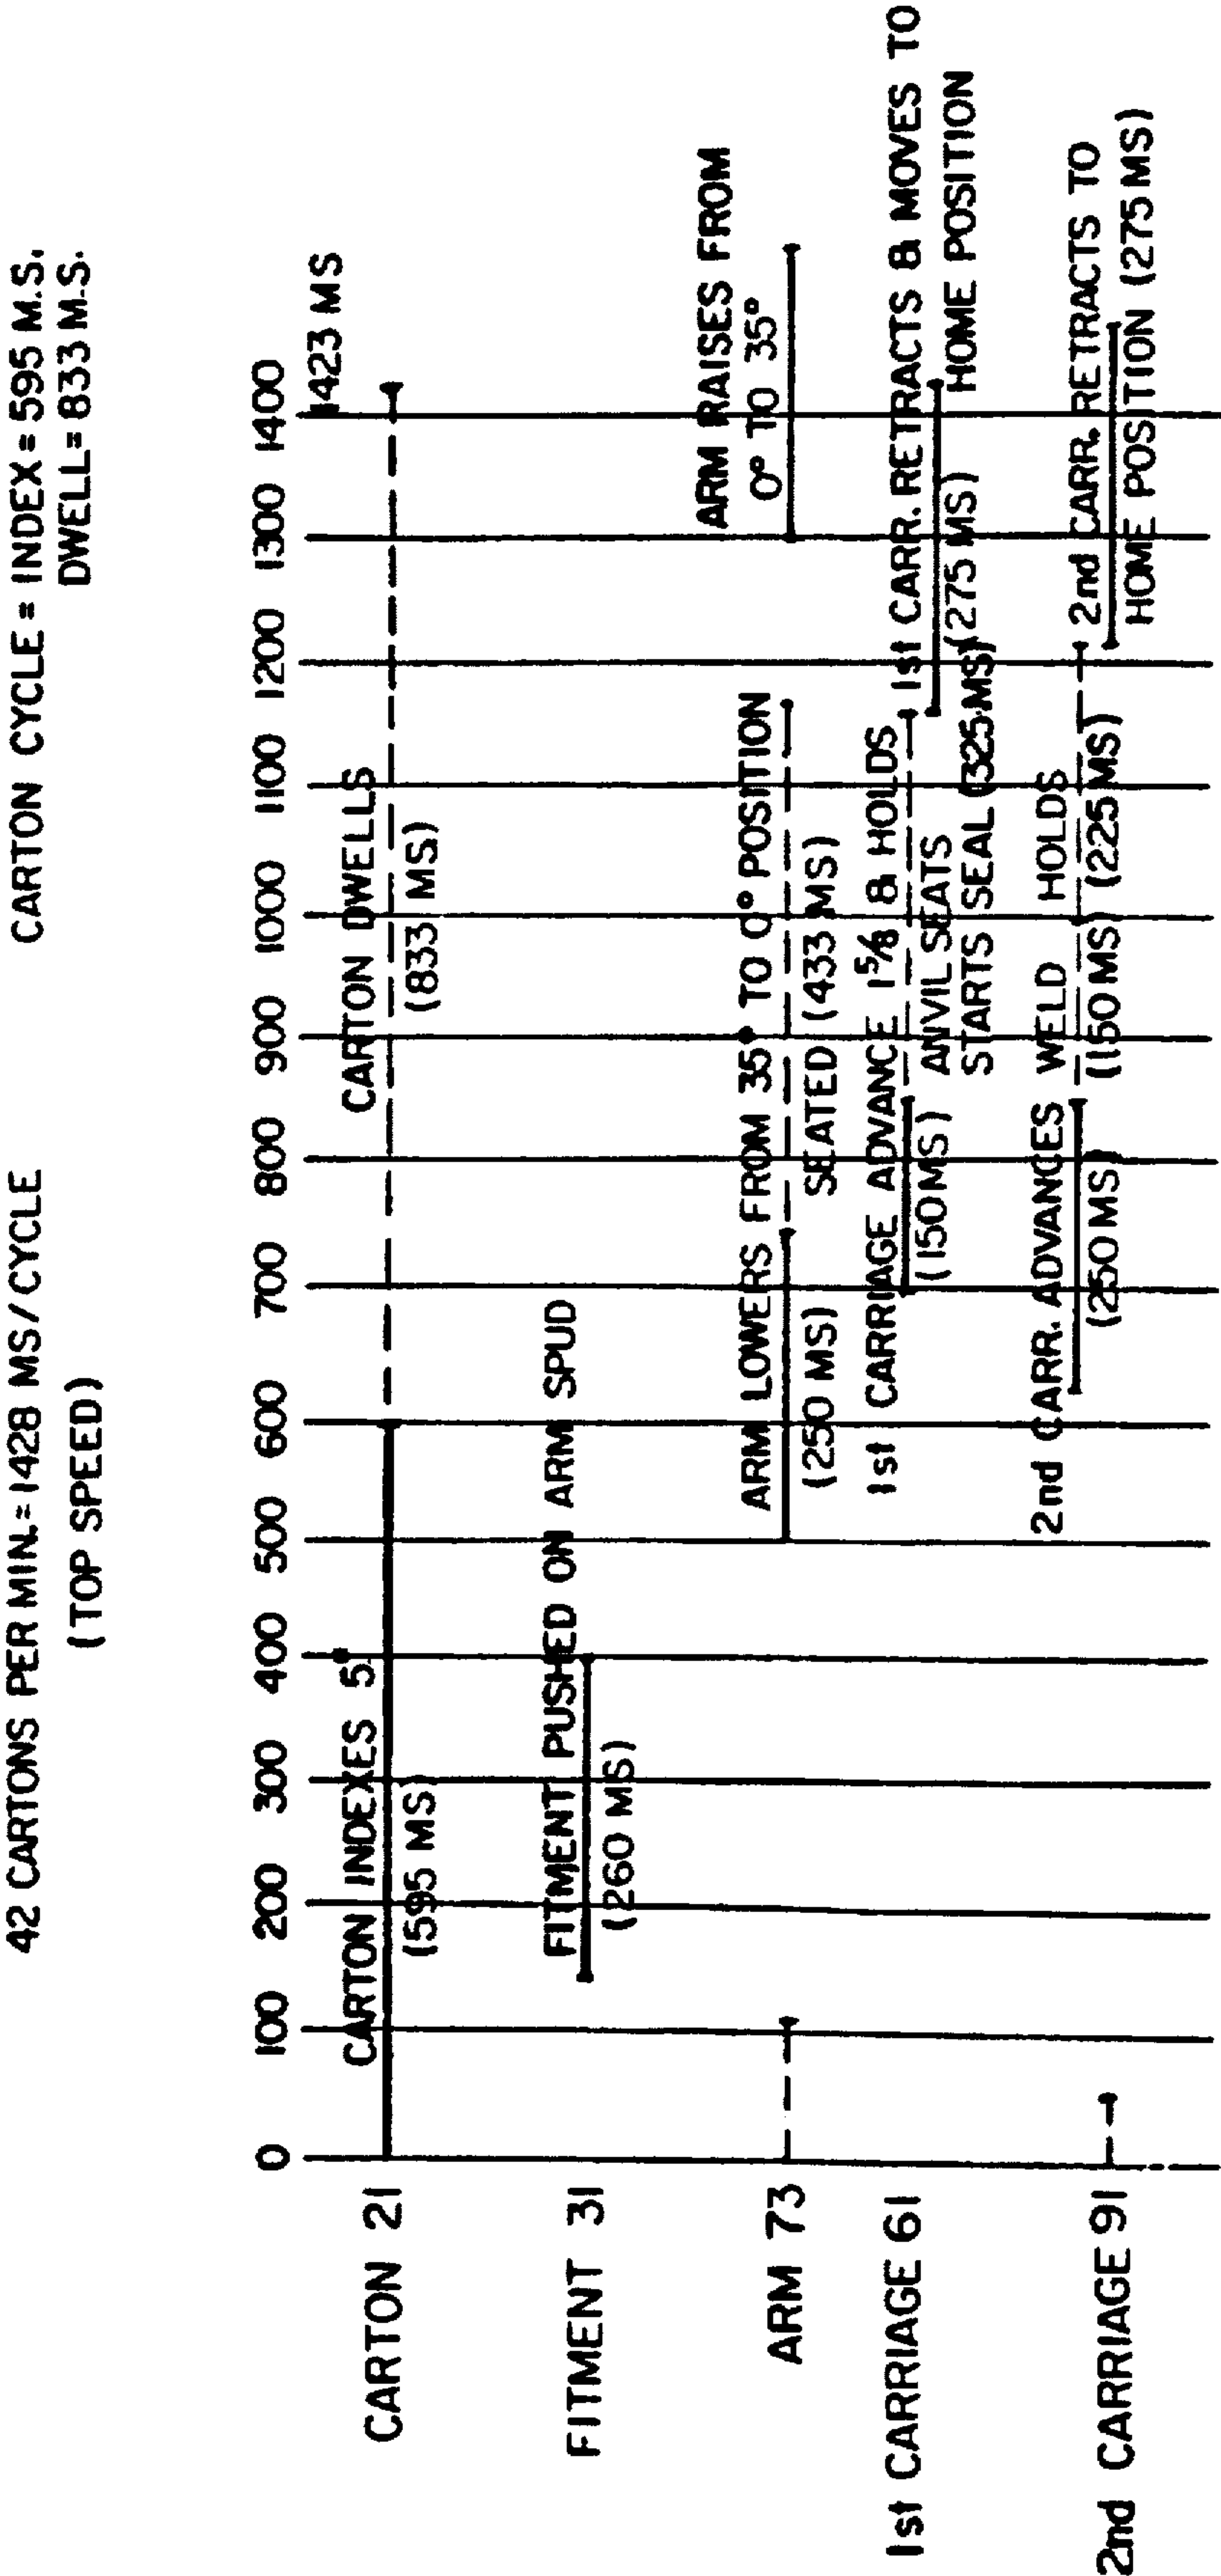 42 CARTONS PER MIN.=1428 MS/CYCLE
(TOP SPEED)
CARTON CYCLE = INDEX=595 M.S.
DWELL=833 M.S.
0 100 200 300 400 500 600 700 800 900 1000 1100 1200 1300 1400
1423 MS
CARTON 21
CARTON INDEXES 5"
(595 MS)
CARTON DWELLS
(833 MS)
FITMENT 31
FITMENT PUSHED ON ARM SPUD
(260 MS)
ARM 73
ARM LOWERS FROM 35° TO 0° POSITION
(250 MS)
SEATED (433 MS)
ARM RAISES FROM
0° TO 35°
1st CARRIAGE 61
1st CARRIAGE ADVANCE 1 5/8 & HOLDS
(150MS)
ANVIL SEATS
STARTS SEAL (325 MS)
1st CARR. RETRACTS & MOVES TO
HOME POSITION
(275 MS)
2nd CARRIAGE 91
2nd CARR. ADVANCES
(250MS)
WELD HOLDS
(150 MS) (225 MS)
2nd CARR. RETRACTS TO
HOME POSITION (275MS)